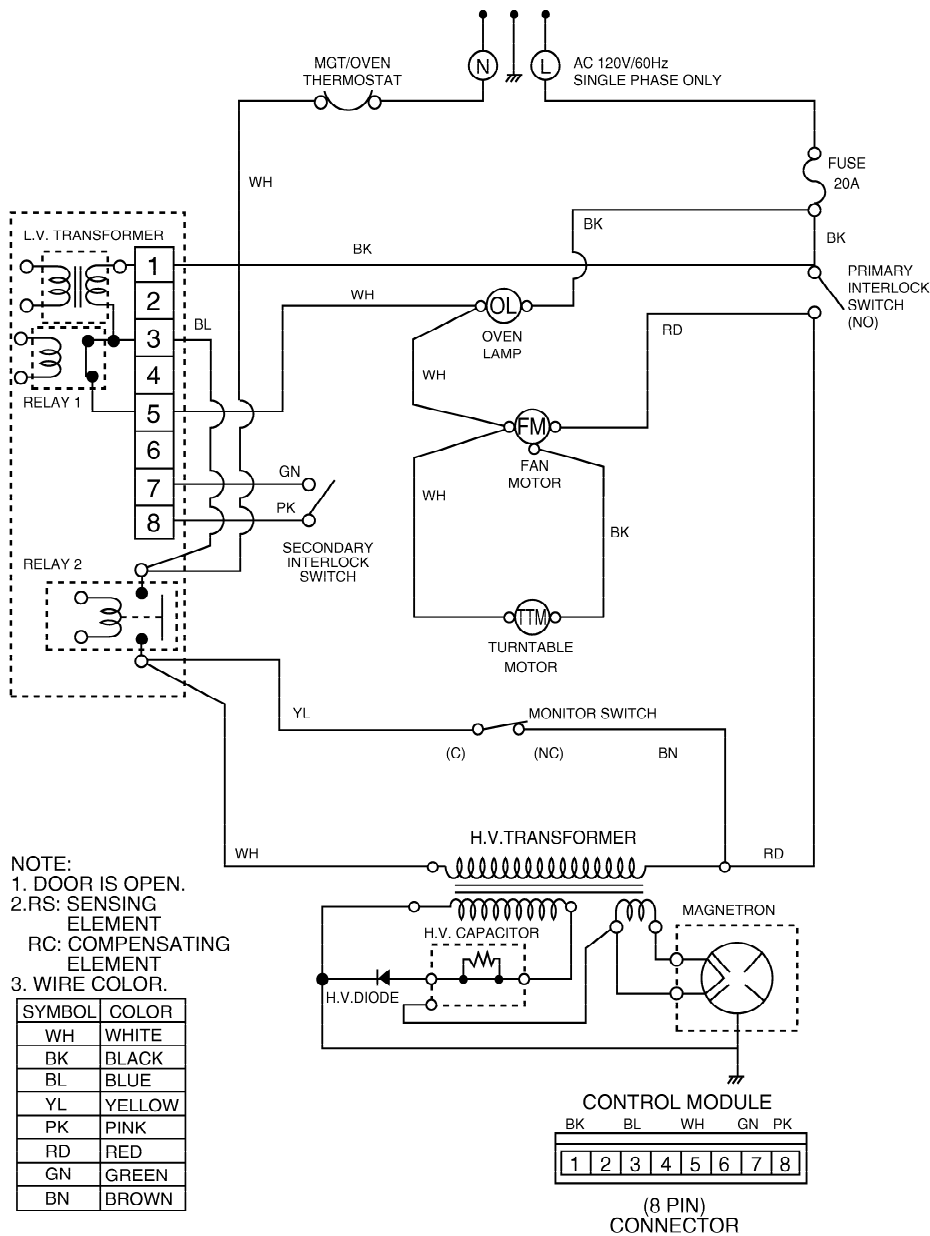 MGT/OVEN
THERMOSTAT
N
L
AC 120V/60Hz
SINGLE PHASE ONLY
FUSE
20A
WH
BK
BK
L.V. TRANSFORMER
BK
PRIMARY
INTERLOCK
SWITCH
(NO)
1
2
3
4
5
6
7
8
BL
WH
OL
OVEN
LAMP
RD
RELAY 1
WH
FM
FAN
MOTOR
GN
PK
SECONDARY
INTERLOCK
SWITCH
WH
BK
RELAY 2
TTM
TURNTABLE
MOTOR
YL
MONITOR SWITCH
(C)
(NC)
BN
H.V.TRANSFORMER
WH
RD
H.V. CAPACITOR
MAGNETRON
H.V.DIODE
NOTE:
1. DOOR IS OPEN.
2.RS: SENSING
ELEMENT
RC: COMPENSATING
ELEMENT
3. WIRE COLOR.
SYMBOL COLOR
WH WHITE
BK BLACK
BL BLUE
YL YELLOW
PK PINK
RD RED
GN GREEN
BN BROWN
CONTROL MODULE
BK BL WH GN PK
1 2 3 4 5 6 7 8
(8 PIN)
CONNECTOR